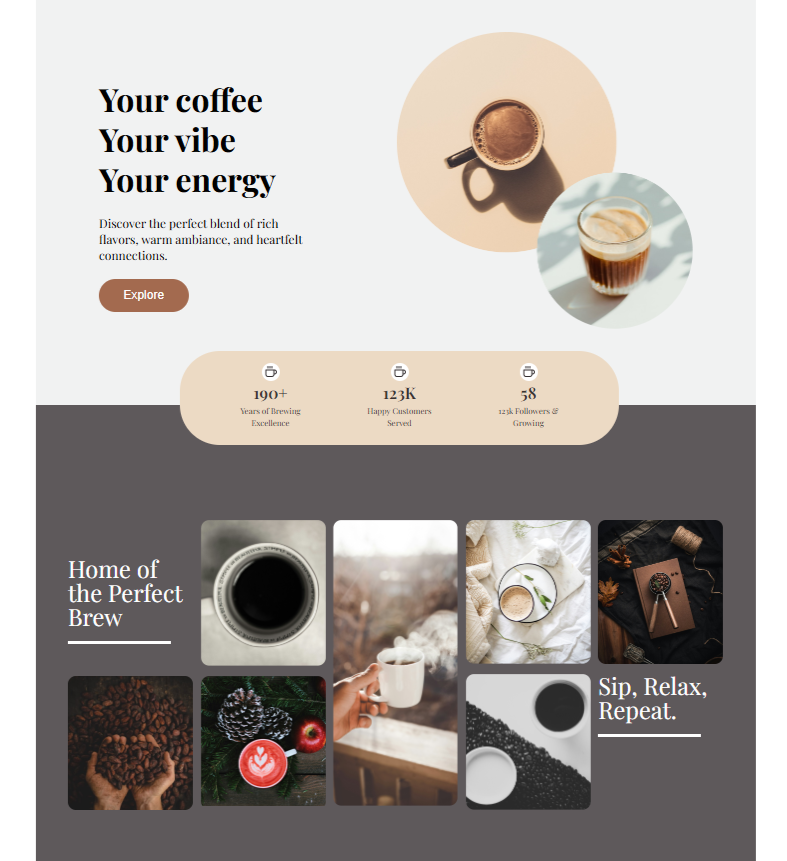 Your coffee
Your vibe
Your energy
Discover the perfect blend of rich
flavors, warm ambiance, and heartfelt
connections.
Explore
190+
Years of Brewing
Excellence
123K
Happy Customers
Served
58
123k Followers &
Growing
Home of
the Perfect
Brew
Sip, Relax,
Repeat.